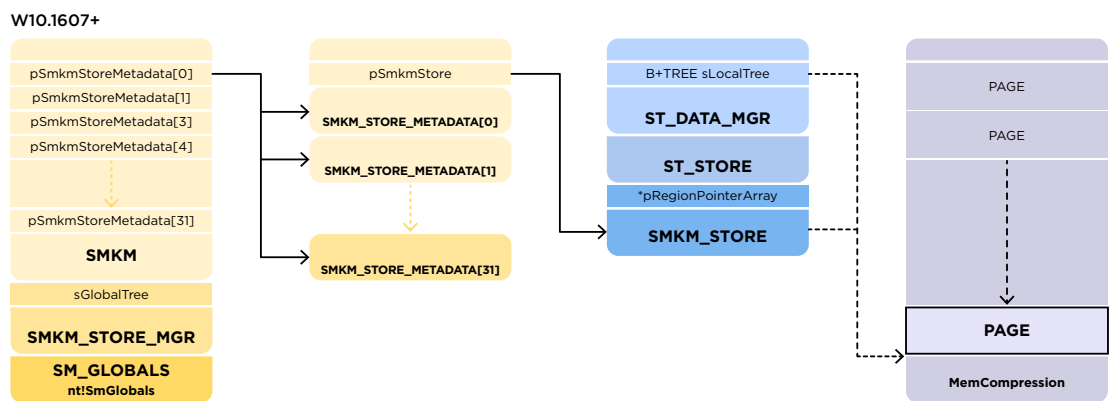 W10.1607+
pSmkmStoreMetadata[0]
pSmkmStoreMetadata[1]
pSmkmStoreMetadata[3]
pSmkmStoreMetadata[4]
pSmkmStoreMetadata[31]
SMKM
sGlobalTree
SMKM_STORE_MGR
SM_GLOBALS
nt!SmGlobals
pSmkmStore
SMKM_STORE_METADATA[0]
SMKM_STORE_METADATA[1]
SMKM_STORE_METADATA[31]
B+TREE sLocalTree
ST_DATA_MGR
ST_STORE
*pRegionPointerArray
SMKM_STORE
PAGE
PAGE
PAGE
MemCompression